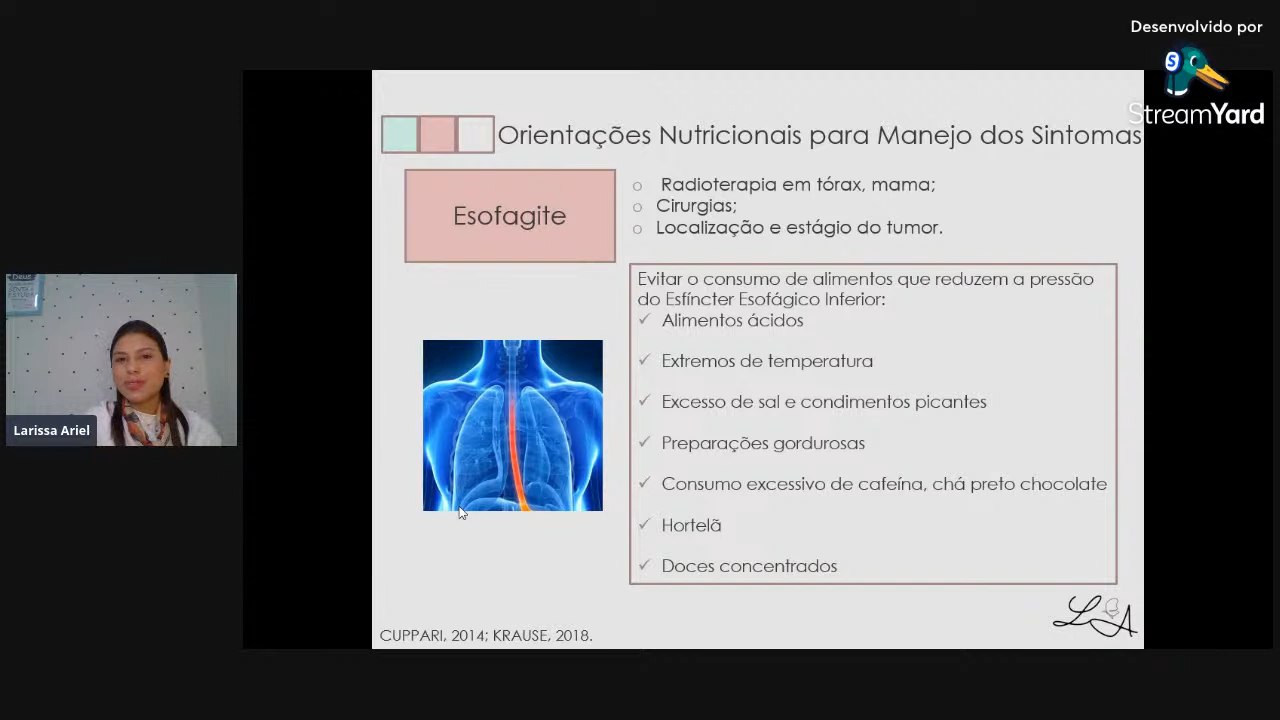 Desenvolvido por
StreamYard
Orientações Nutricionais para Manejo dos Sintomas
Esofagite
Radioterapia em tórax, mama;
Cirurgias;
Localização e estágio do tumor.
Evitar o consumo de alimentos que reduzem a pressão
do Esfíncter Esofágico Inferior:
Alimentos ácidos
Extremos de temperatura
Excesso de sal e condimentos picantes
Preparações gordurosas
Consumo excessivo de cafeína, chá preto chocolate
Hortelã
Doces concentrados
Deus
Larissa Ariel
LA
CUPPARI, 2014; KRAUSE, 2018.